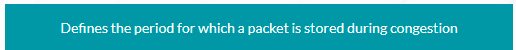 Defines the period for which a packet is stored during congestion